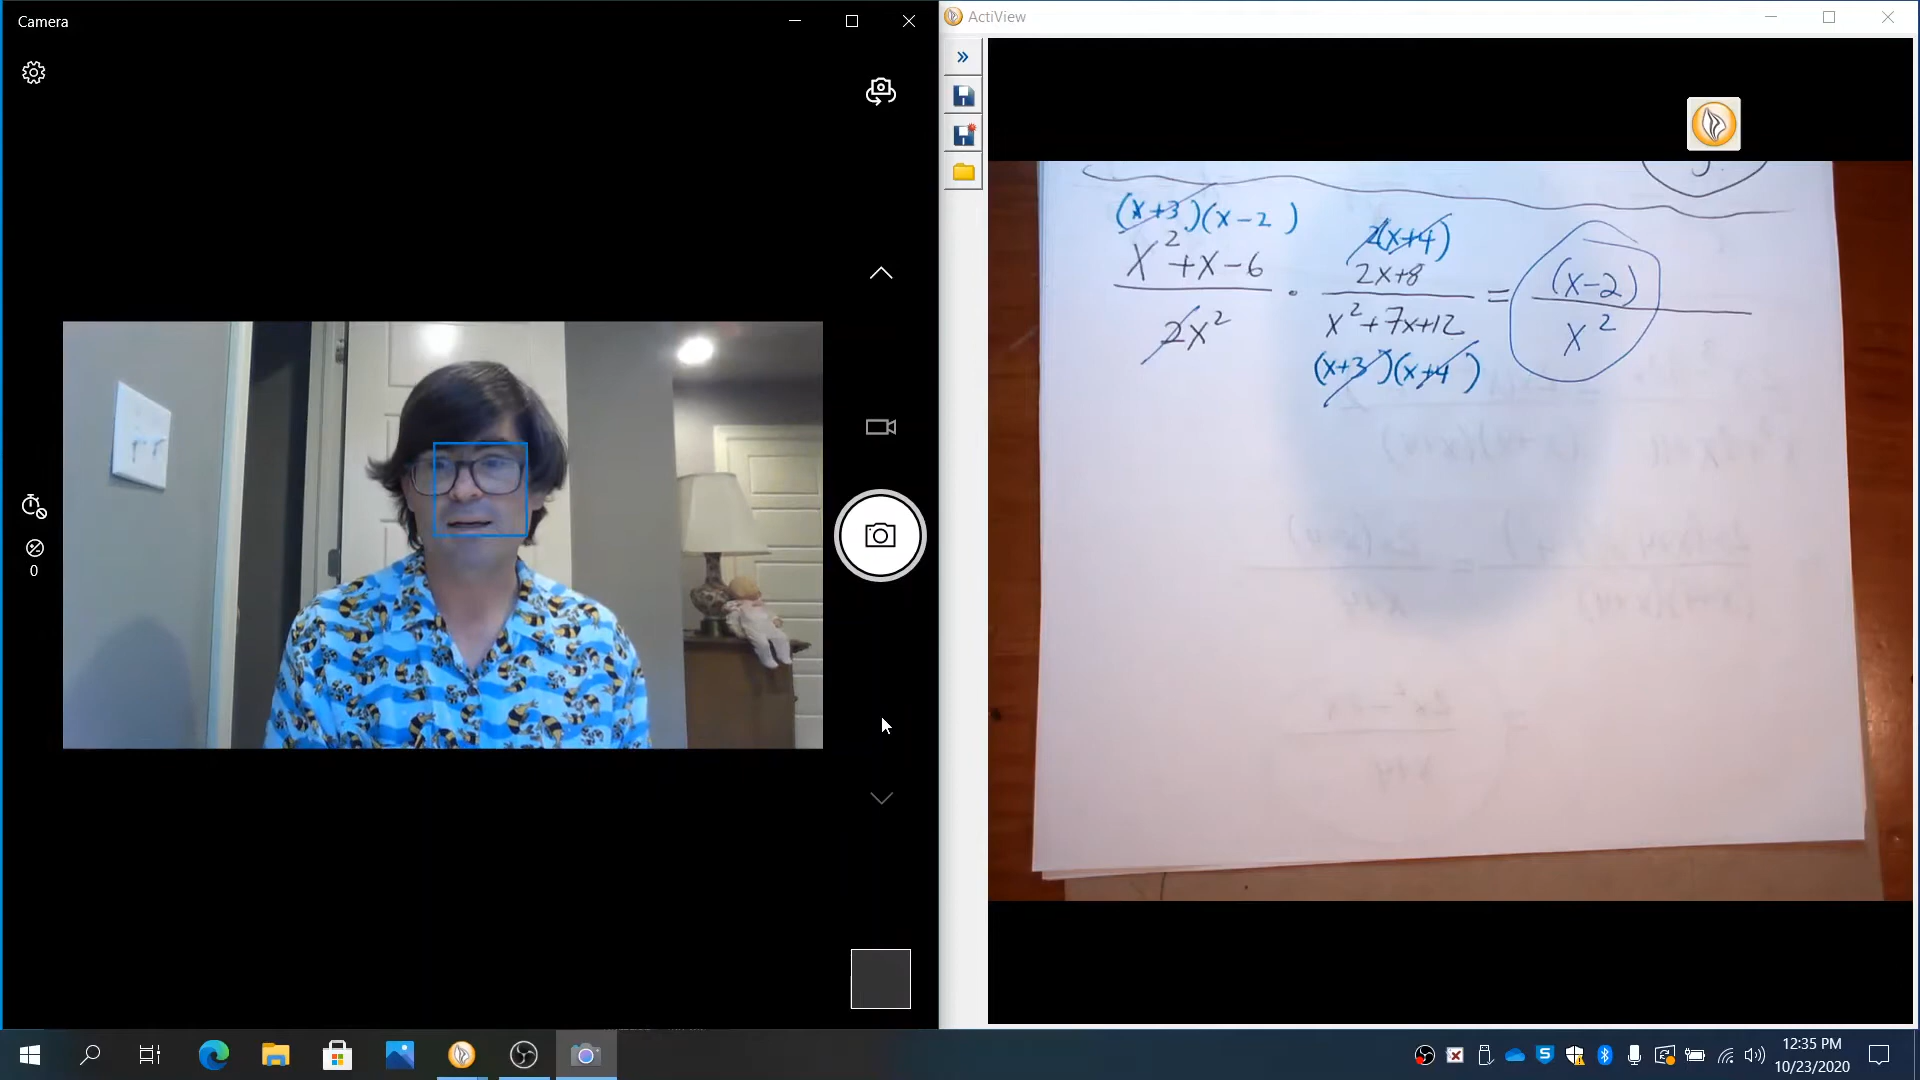 Camera
ActiView
(x+3)(x-2)
2(x+4)
x²+x-6
2x+8
(x-2)
· =
2x²
x²+7x+12
x²
(x+3)(x+4)
0
12:35 PM
10/23/2020